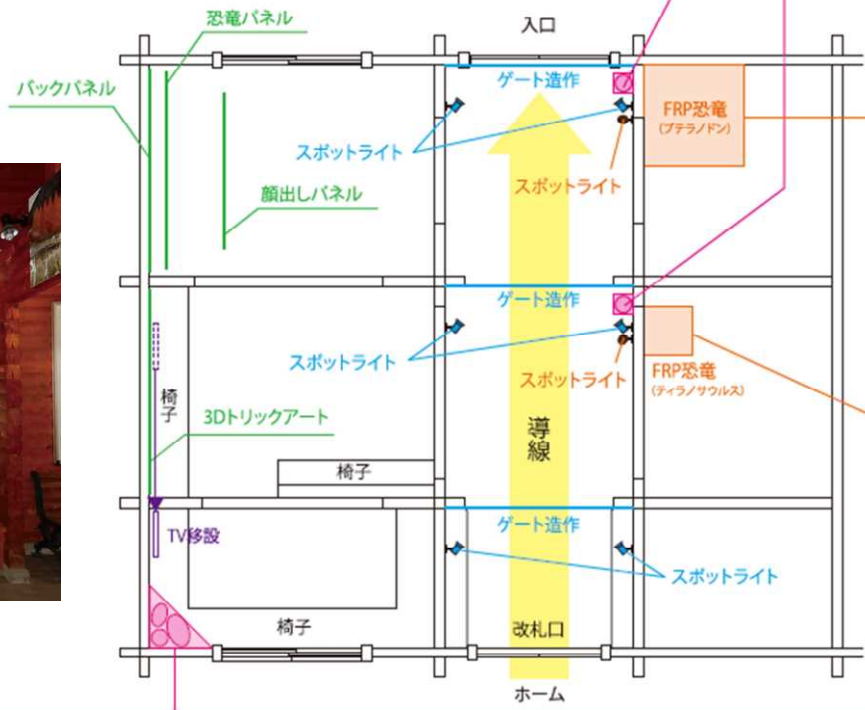 恐竜パネル
入口
バックパネル
ゲート造作
FRP恐竜
(プテラノドン)
スポットライト
スポットライト
顔出しパネル
ゲート造作
スポットライト
スポットライト
FRP恐竜
(ティラノサウルス)
椅子
3Dトリックアート
導線
椅子
ゲート造作
TV移設
スポットライト
椅子
改札口
ホーム